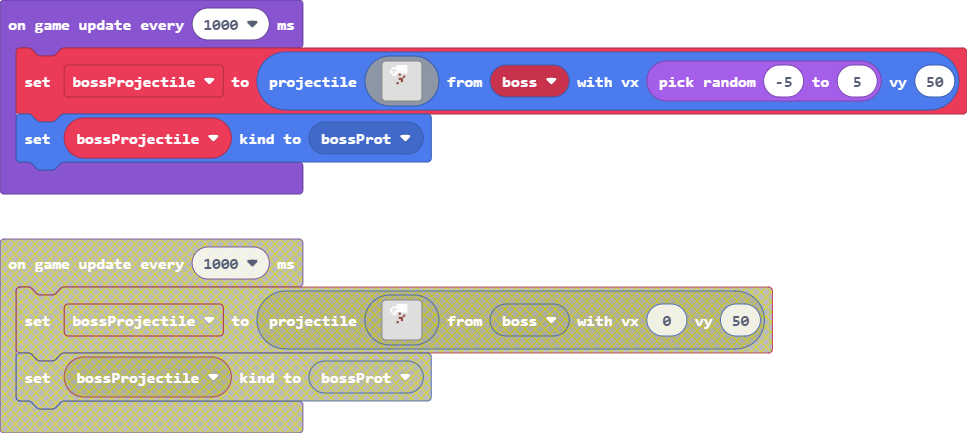 on game update every 1000 ms
set bossProjectile to projectile from boss with vx pick random -5 to 5 vy 50
set bossProjectile kind to bossProt
on game update every 1000 ms
set bossProjectile to projectile from boss with vx 0 vy 50
set bossProjectile kind to bossProt